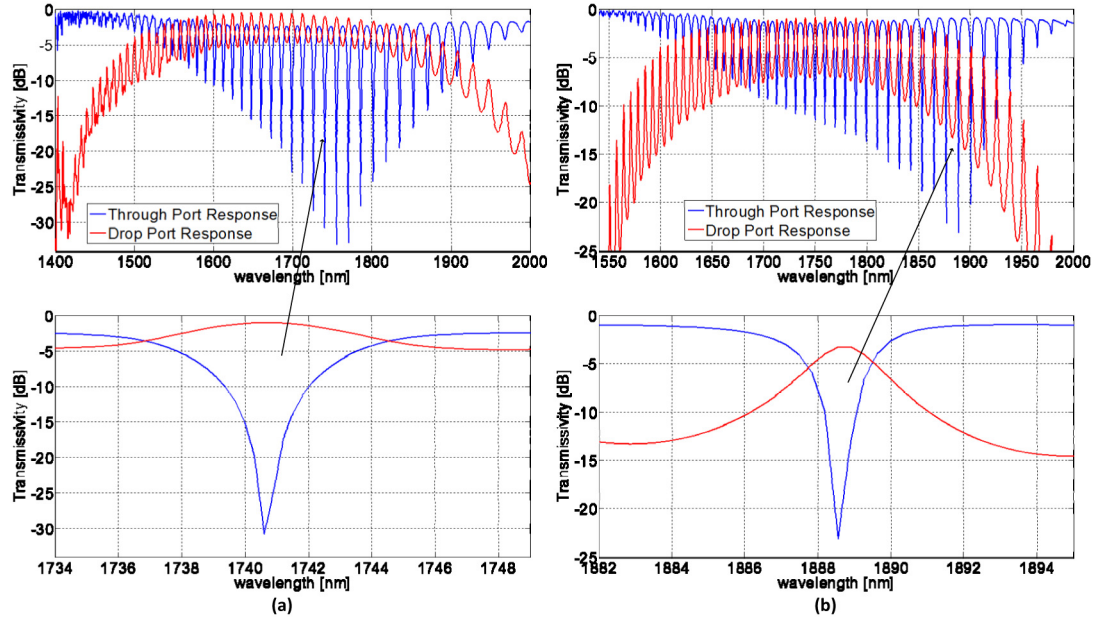 0
-5
-10
-15
-20
-25
-30
Transmissivity [dB]
Through Port Response
Drop Port Response
1400 1500 1600 1700 1800 1900 2000
wavelength [nm]
0
-5
-10
-15
-20
-25
Transmissivity [dB]
Through Port Response
Drop Port Response
1550 1600 1650 1700 1750 1800 1850 1900 1950 2000
wavelength [nm]
0
-5
-10
-15
-20
-25
-30
Transmissivity [dB]
1734 1736 1738 1740 1742 1744 1746 1748
wavelength [nm]
(a)
0
-5
-10
-15
-20
-25
Transmissivity [dB]
1882 1884 1886 1888 1890 1892 1894
wavelength [nm]
(b)